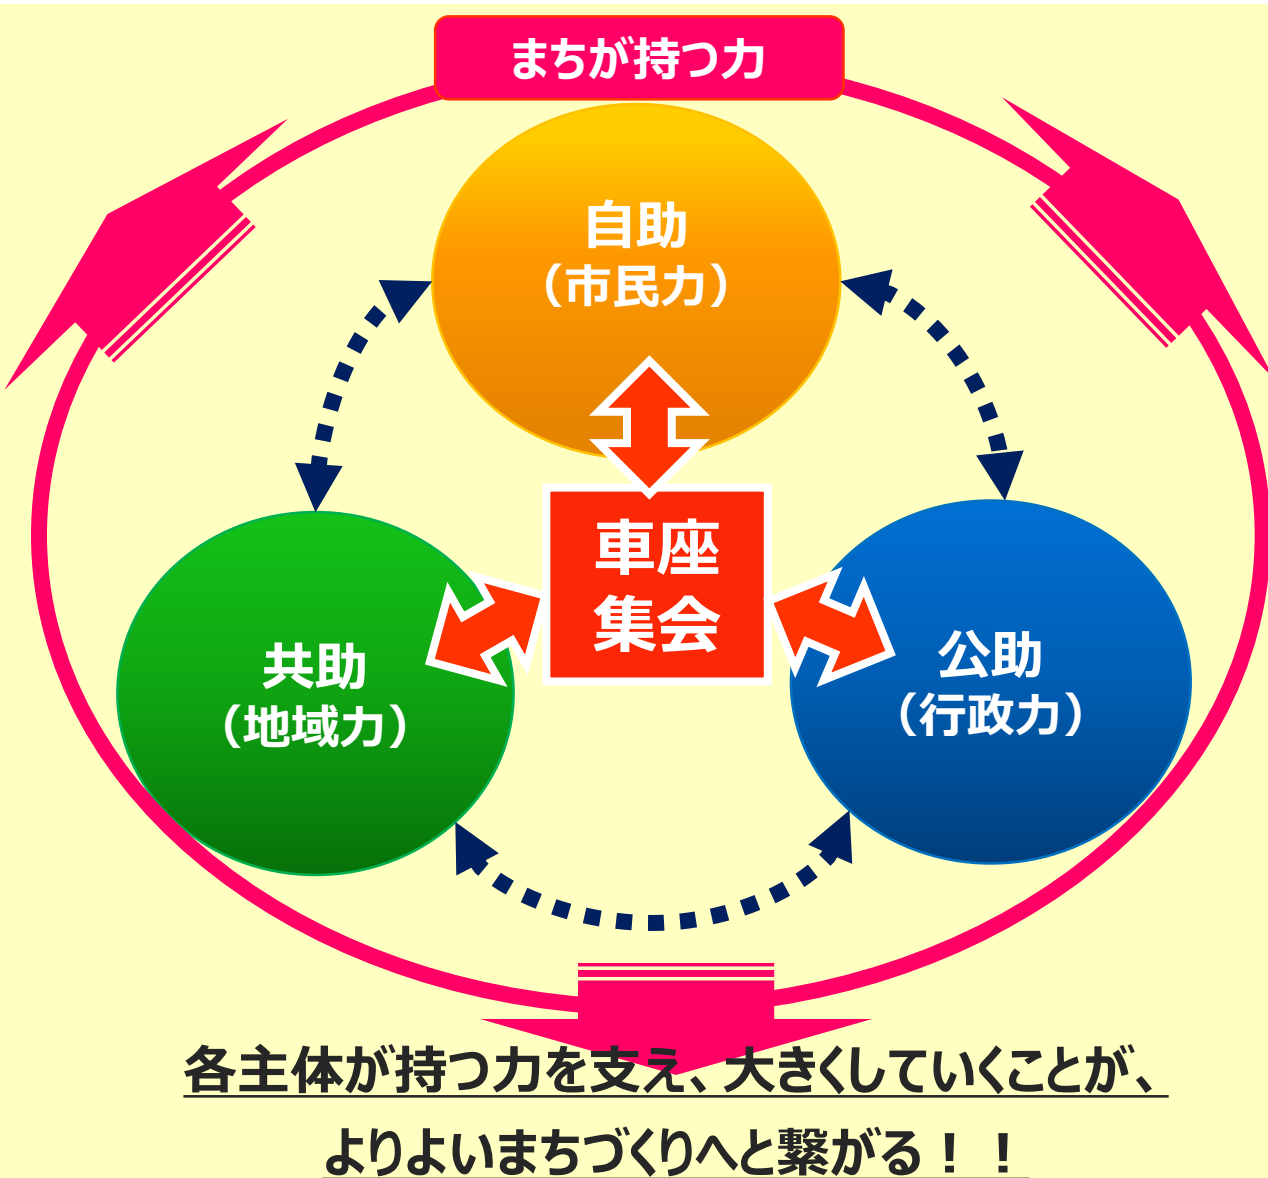 まちが持つ力
自助
（市民力）
車座
集会
共助
（地域力）
公助
（行政力）
各主体が持つ力を支え、大きくしていくことが、
よりよいまちづくりへと繋がる！！